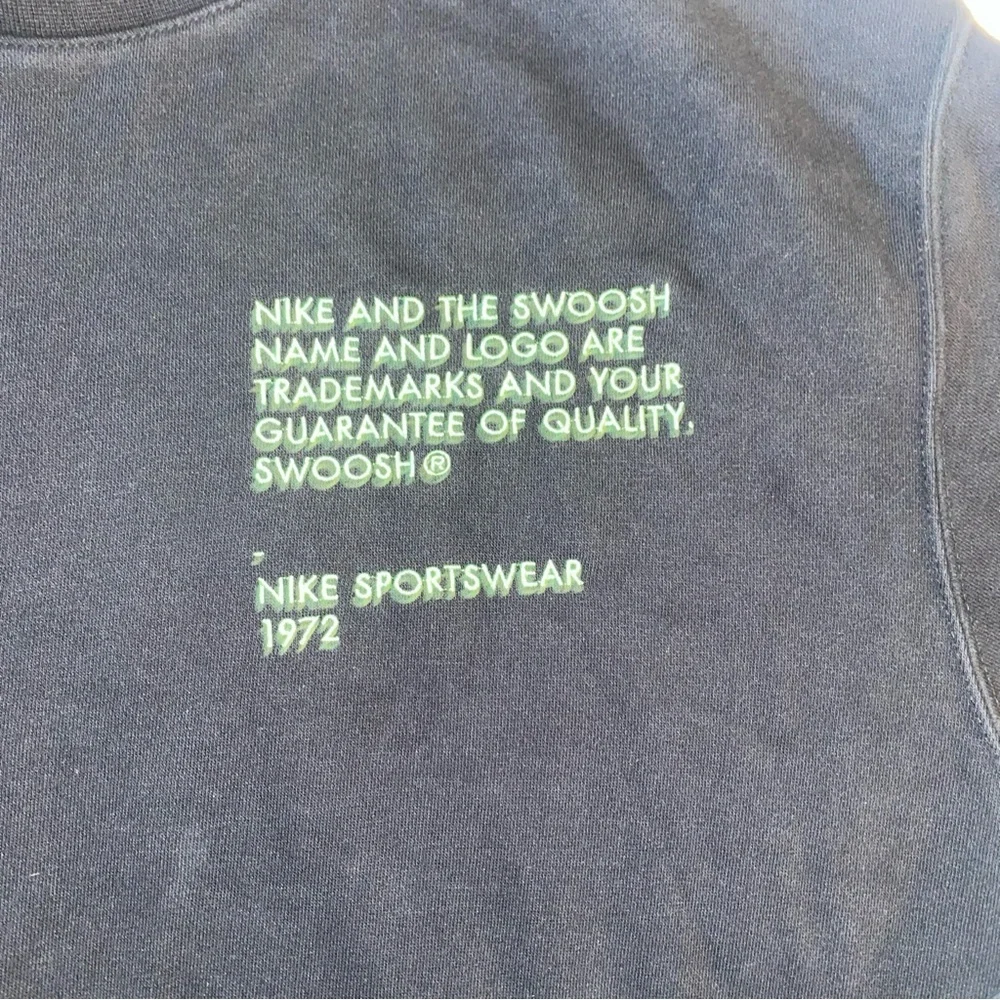 NIKE AND THE SWOOSH
NAME AND LOGO ARE
TRADEMARKS AND YOUR
GUARANTEE OF QUALITY.
SWOOSH ®
-
NIKE SPORTSWEAR
1972